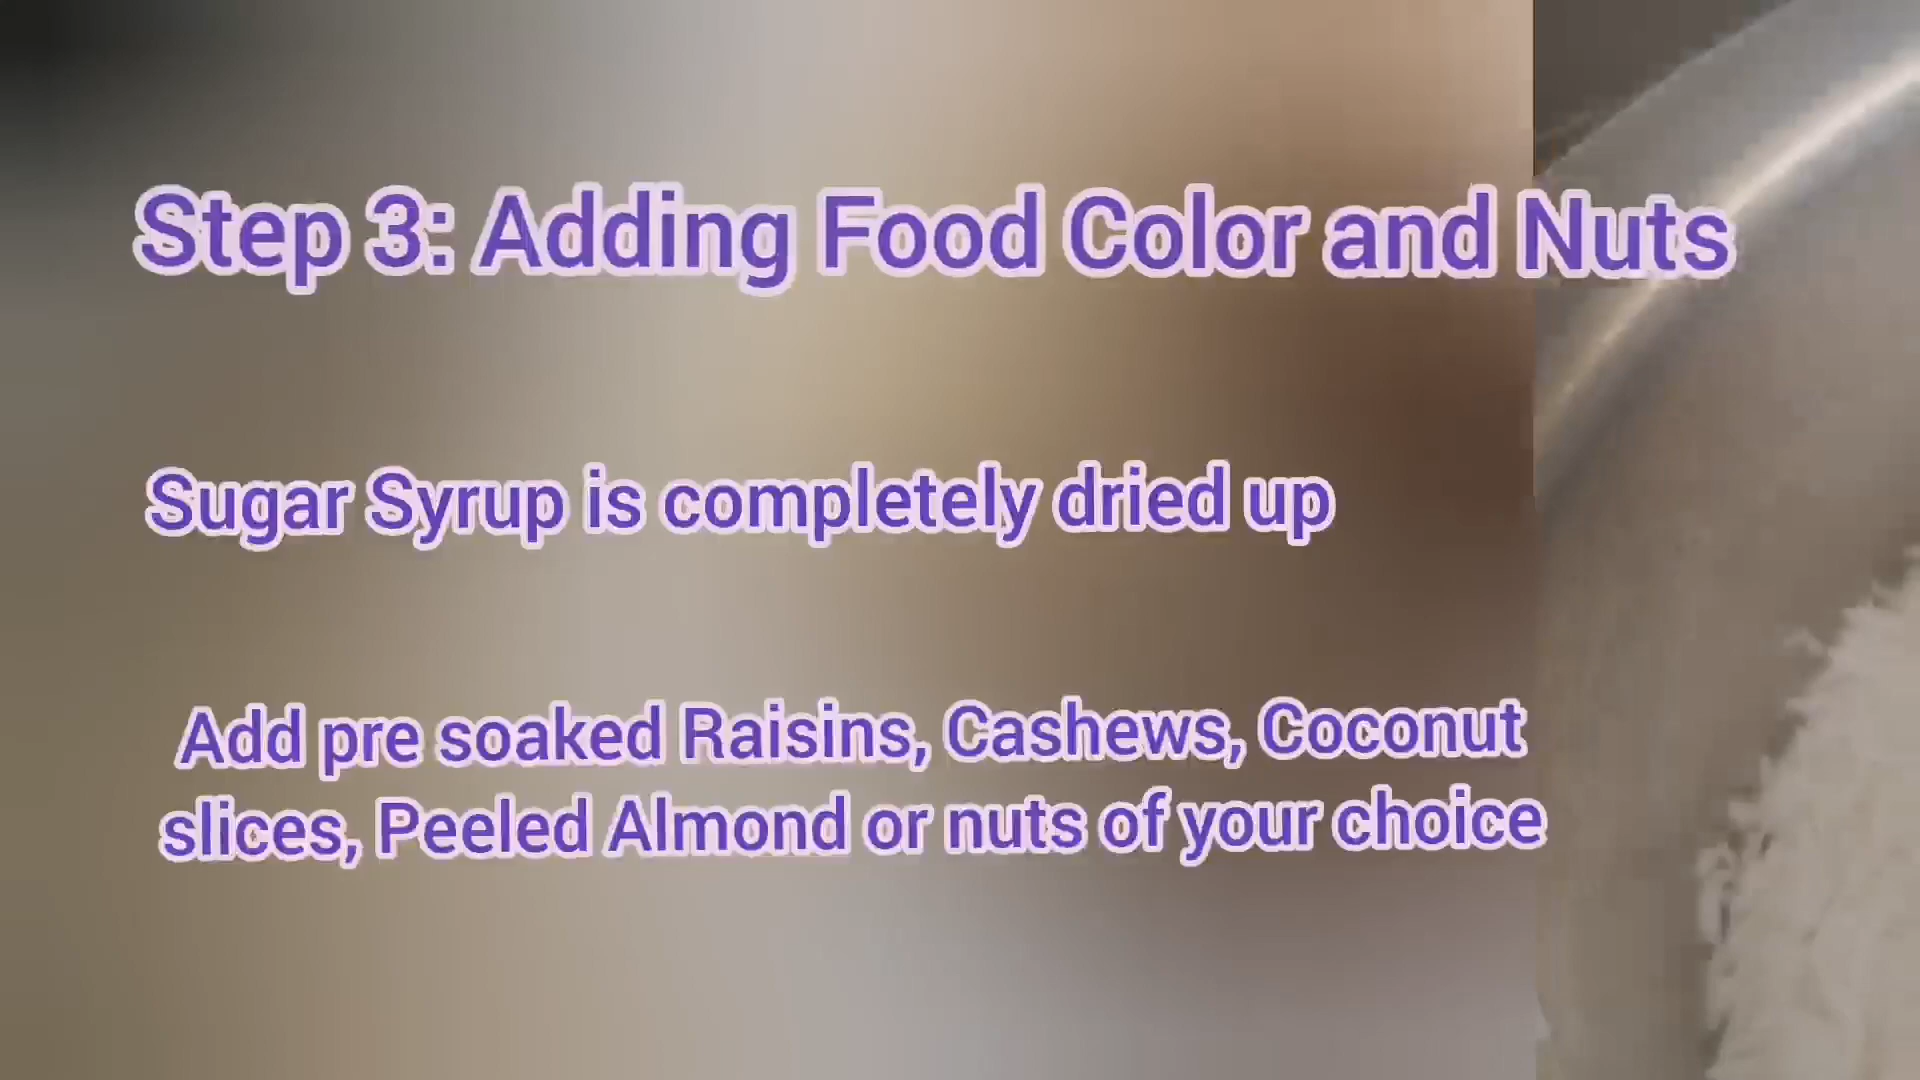 Step 3: Adding Food Color and Nuts
Sugar Syrup is completely dried up
Add pre soaked Raisins, Cashews, Coconut
slices, Peeled Almond or nuts of your choice